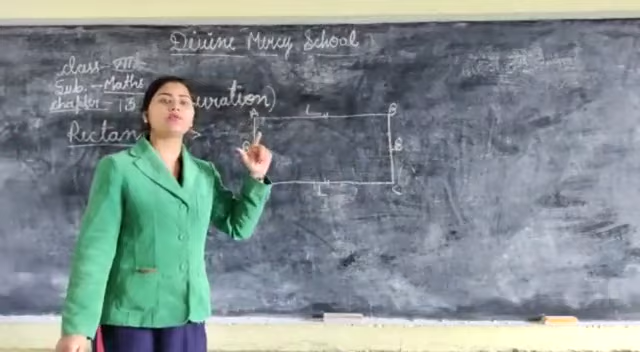 Divine Mercy School
Class - VIII
Sub. - Maths
Chapter - 13 uration)
Rectan
A L B
B
L C